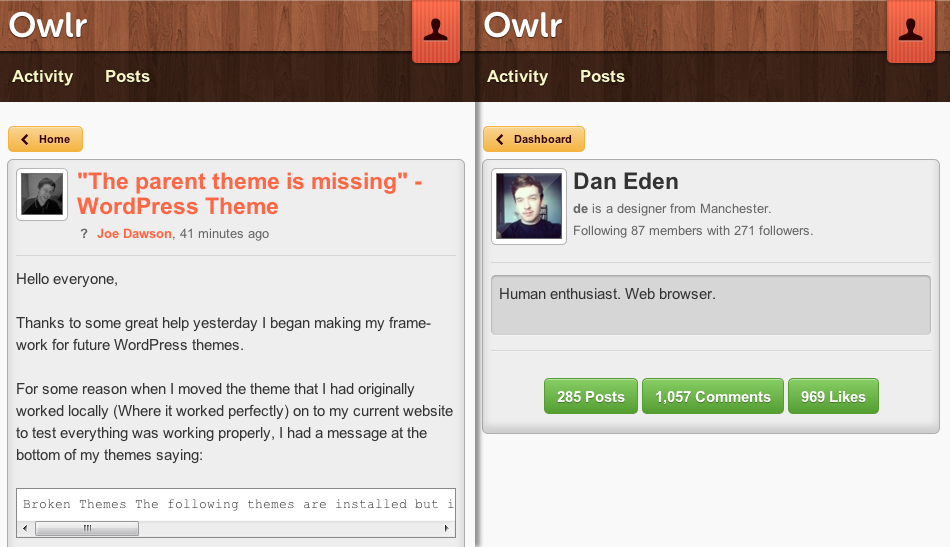 Owlr
Activity Posts
Home
"The parent theme is missing" -
WordPress Theme
? Joe Dawson, 41 minutes ago
Hello everyone,
Thanks to some great help yesterday I began making my frame-
work for future WordPress themes.
For some reason when I moved the theme that I had originally
worked locally (Where it worked perfectly) on to my current website
to test everything was working properly, I had a message at the
bottom of my themes saying:
Broken Themes The following themes are installed but i
Owlr
Activity Posts
Dashboard
Dan Eden
de is a designer from Manchester.
Following 87 members with 271 followers.
Human enthusiast. Web browser.
285 Posts 1,057 Comments 969 Likes